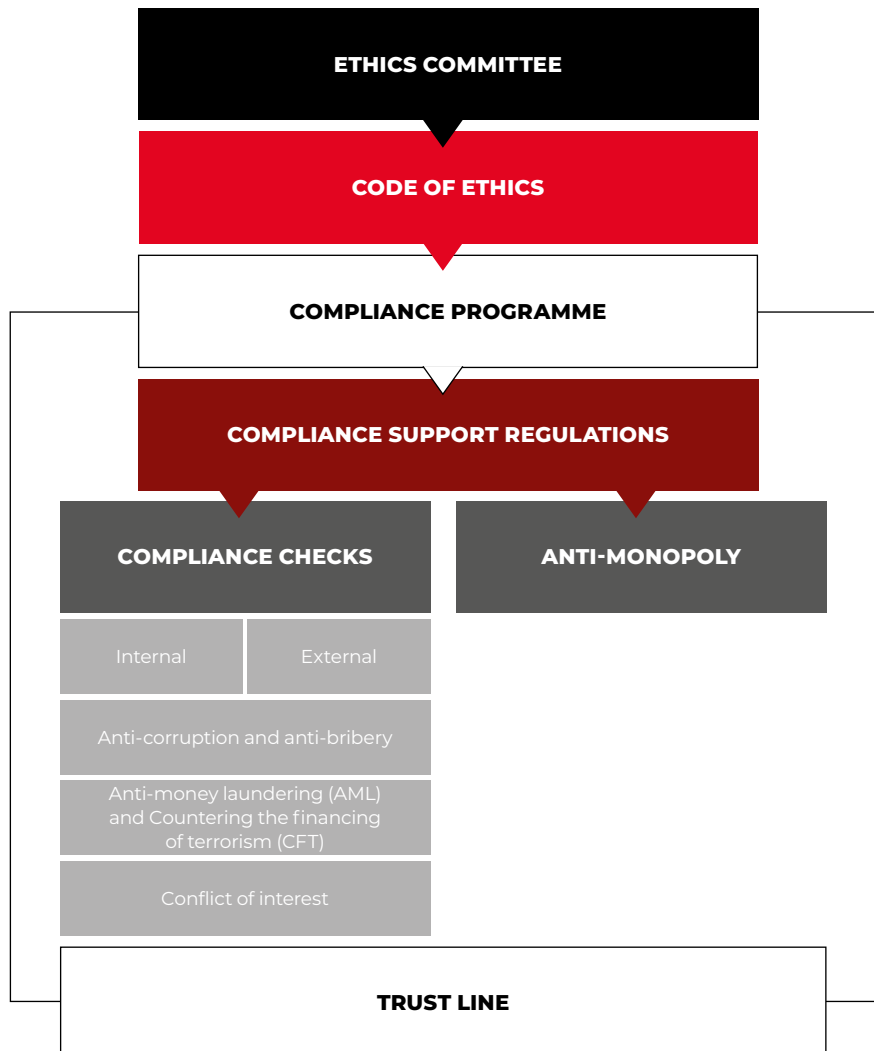 ETHICS COMMITTEE
CODE OF ETHICS
COMPLIANCE PROGRAMME
COMPLIANCE SUPPORT REGULATIONS
COMPLIANCE CHECKS
ANTI-MONOPOLY
Internal
External
Anti-corruption and anti-bribery
Anti-money laundering (AML)
and Countering the financing
of terrorism (CFT)
Conflict of interest
TRUST LINE